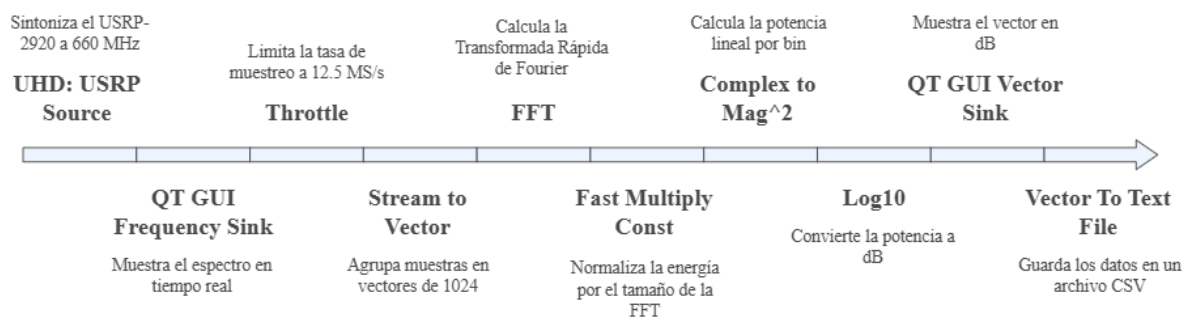 Sintoniza el USRP-
2920 a 660 MHz
UHD: USRP
Source
Limita la tasa de
muestreo a 12.5 MS/s
Throttle
Calcula la
Transformada Rápida
de Fourier
FFT
Calcula la potencia
lineal por bin
Complex to
Mag^2
Muestra el vector en
dB
QT GUI Vector
Sink
QT GUI
Frequency Sink
Muestra el espectro en
tiempo real
Stream to
Vector
Agrupa muestras en
vectores de 1024
Fast Multiply
Const
Normaliza la energía
por el tamaño de la
FFT
Log10
Convierte la potencia a
dB
Vector To Text
File
Guarda los datos en un
archivo CSV